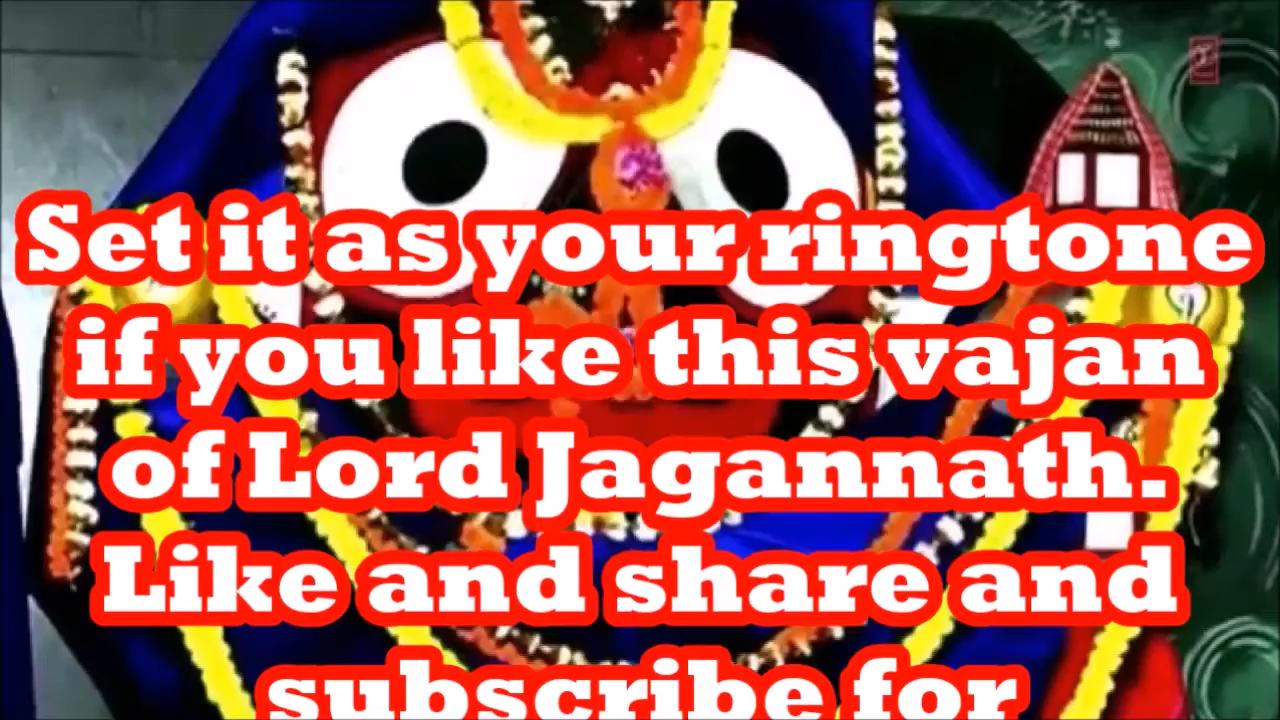 Set it as your ringtone
if you like this vajan
of Lord Jagannath.
Like and share and
subscribe for